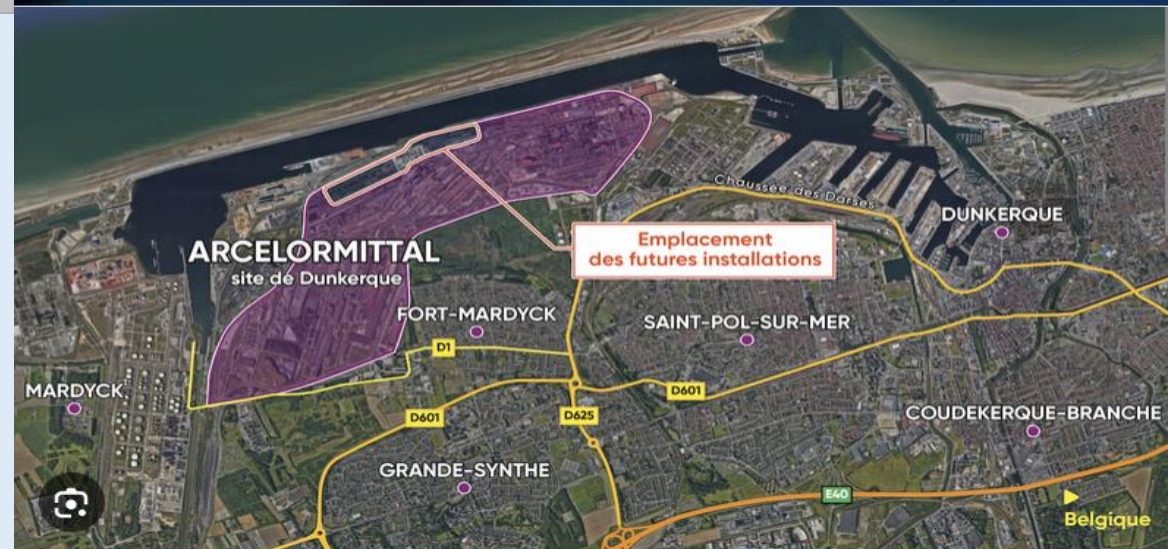 Chaussée des Darses
DUNKERQUE
Emplacement
des futures installations
ARCELORMITTAL
site de Dunkerque
FORT-MARDYCK
SAINT-POL-SUR-MER
D1
MARDYCK
D601
D601
D625
COUDEKERQUE-BRANCHE
GRANDE-SYNTHE
E40
Belgique